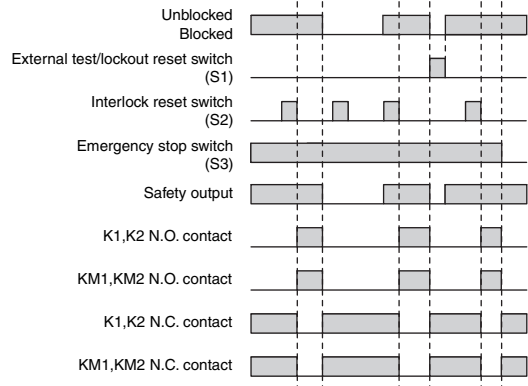 Unblocked
Blocked
External test/lockout reset switch
(S1)
Interlock reset switch
(S2)
Emergency stop switch
(S3)
Safety output
K1,K2 N.O. contact
KM1,KM2 N.O. contact
K1,K2 N.C. contact
KM1,KM2 N.C. contact